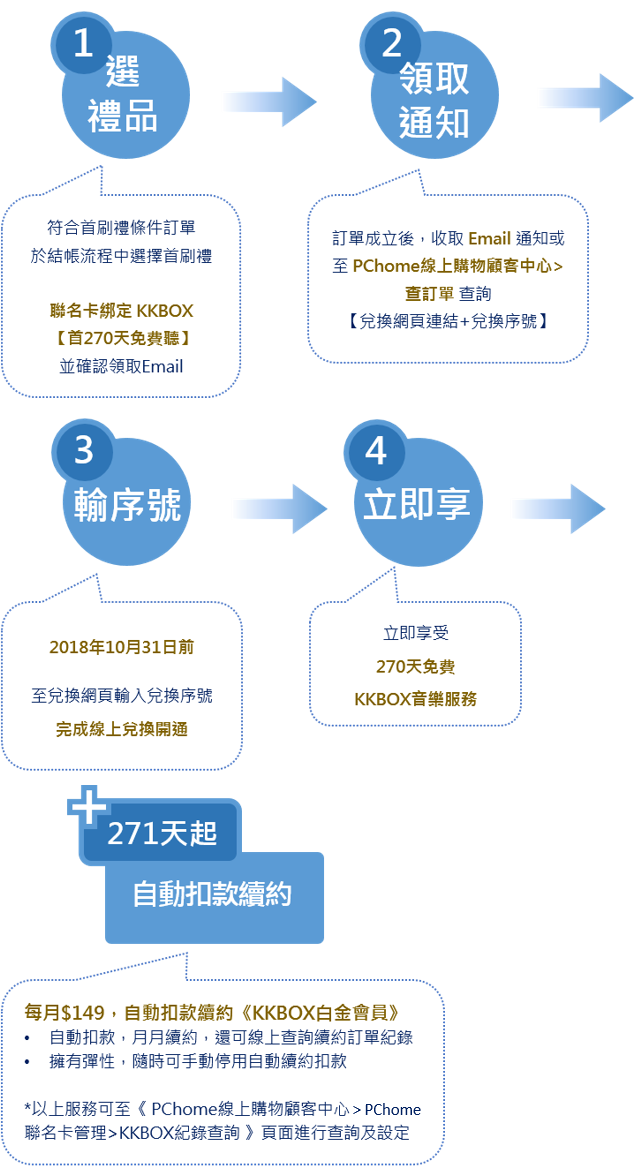 1
選
禮品
2
領取
通知
符合首刷禮條件訂單
於結帳流程中選擇首刷禮
聯名卡綁定 KKBOX
【首270天免費聽】
並確認領取Email
訂單成立後，收取 Email 通知或
至 PChome線上購物顧客中心>
查訂單 查詢
【兌換網頁連結+兌換序號】
3
輸序號
4
立即享
2018年10月31日前
至兌換網頁輸入兌換序號
完成線上兌換開通
立即享受
270天免費
KKBOX音樂服務
+
271天起
自動扣款續約
每月$149，自動扣款續約《KKBOX白金會員》
• 自動扣款，月月續約，還可線上查詢續約訂單紀錄
• 擁有彈性，隨時可手動停用自動續約扣款
*以上服務可至《 PChome線上購物顧客中心 > PChome
聯名卡管理>KKBOX紀錄查詢 》頁面進行查詢及設定